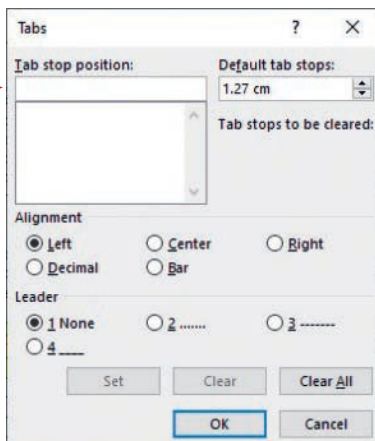 Tabs ? X
Tab stop position: Default tab stops:
1.27 cm
Tab stops to be cleared:
Alignment
Left Center Right
Decimal Bar
Leader
1 None 2 ....... 3 -------
4 ___
Set Clear Clear All
OK Cancel